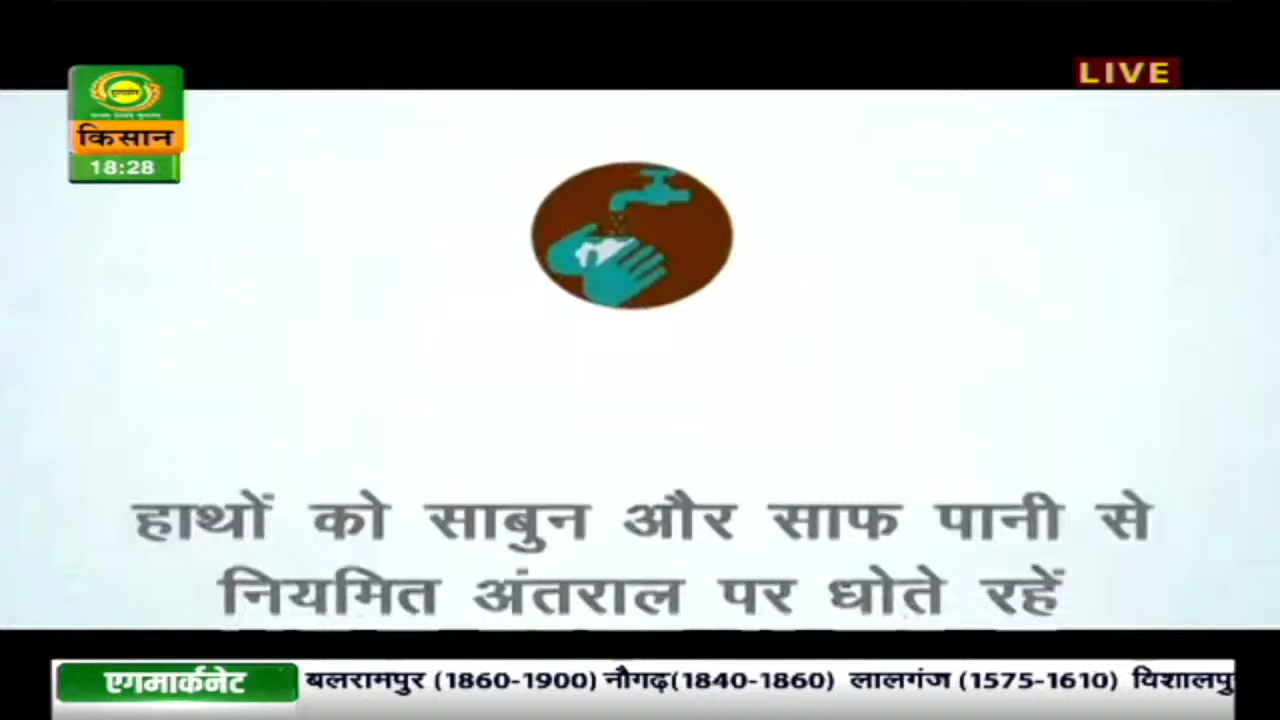 LIVE
किसान
18:28
हाथों को साबुन और साफ पानी से
नियमित अंतराल पर धोते रहें
एगमार्कनेट
बलरामपुर (1860-1900) नौगढ़(1840-1860) लालगंज (1575-1610)